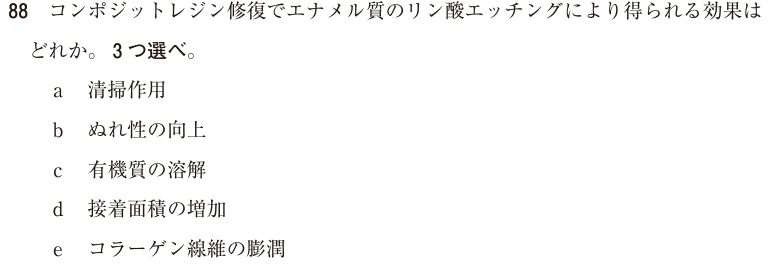 88 コンポジットレジン修復でエナメル質のリン酸エッチングにより得られる効果は
どれか。3つ選べ。
a 清掃作用
b ぬれ性の向上
c 有機質の溶解
d 接着面積の増加
e コラーゲン線維の膨潤